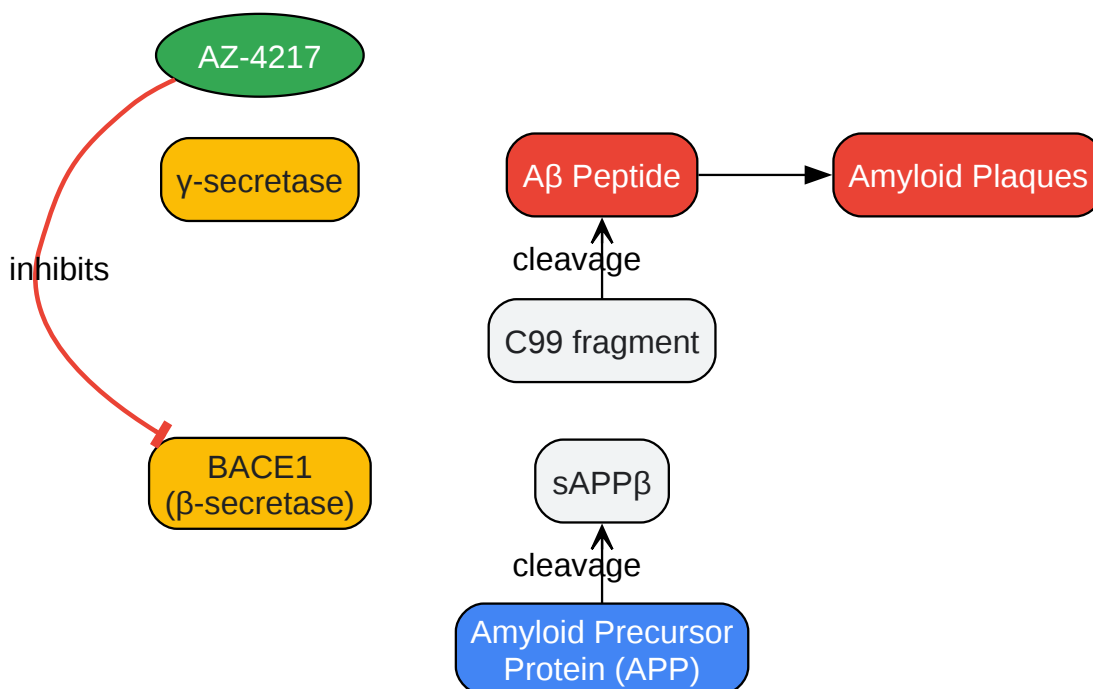 AZ-4217
γ-secretase
Aβ Peptide
Amyloid Plaques
inhibits
cleavage
C99 fragment
BACE1
(β-secretase)
sAPPβ
cleavage
Amyloid Precursor
Protein (APP)